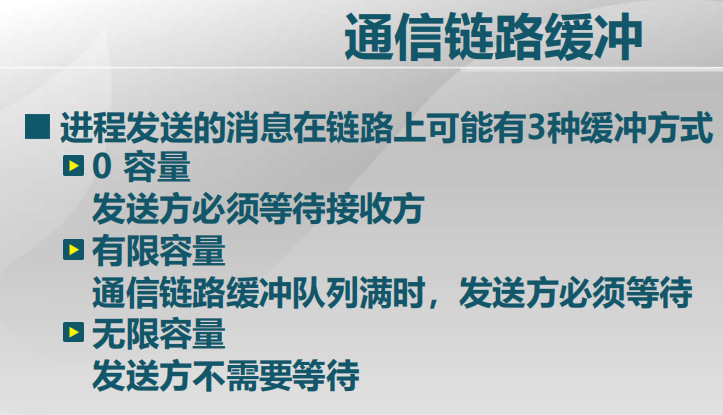 通信链路缓冲
进程发送的消息在链路上可能有3种缓冲方式
0 容量
发送方必须等待接收方
有限容量
通信链路缓冲队列满时，发送方必须等待
无限容量
发送方不需要等待